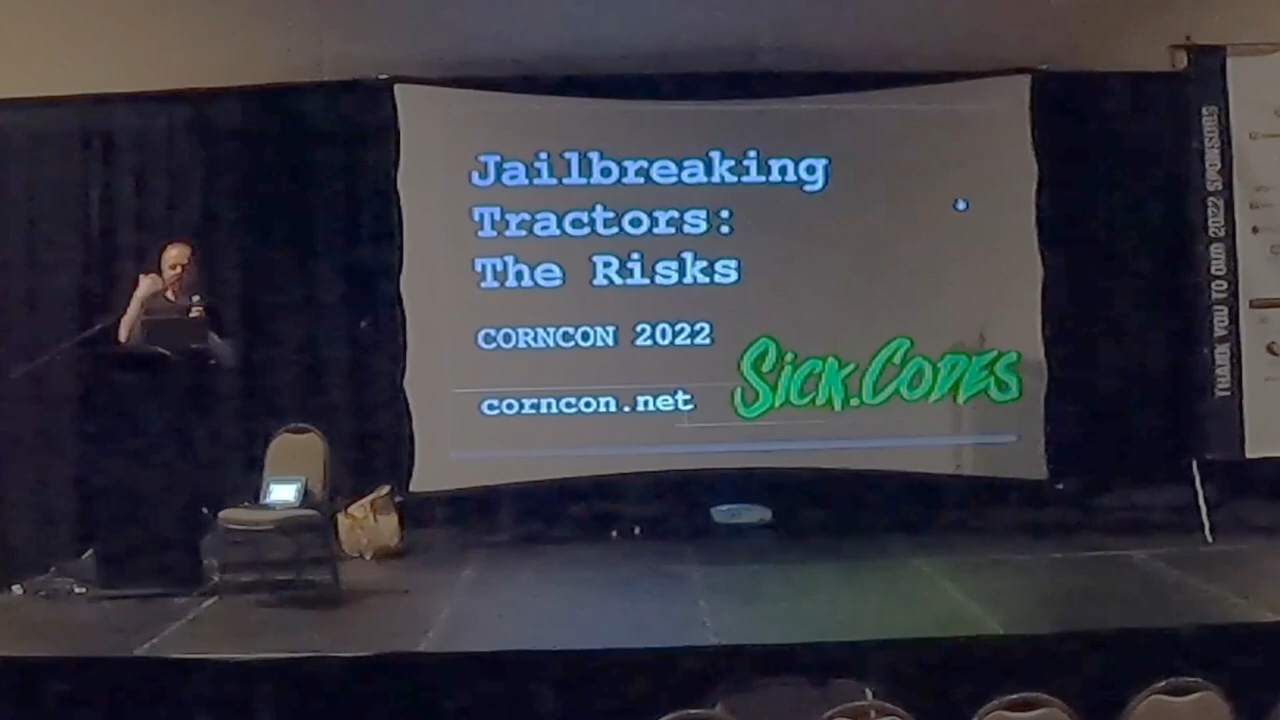 Jailbreaking
Tractors:
The Risks
CORNCON 2022
corncon.net
SICK.CODES
THANK YOU TO OUR 2022 SPONSORS